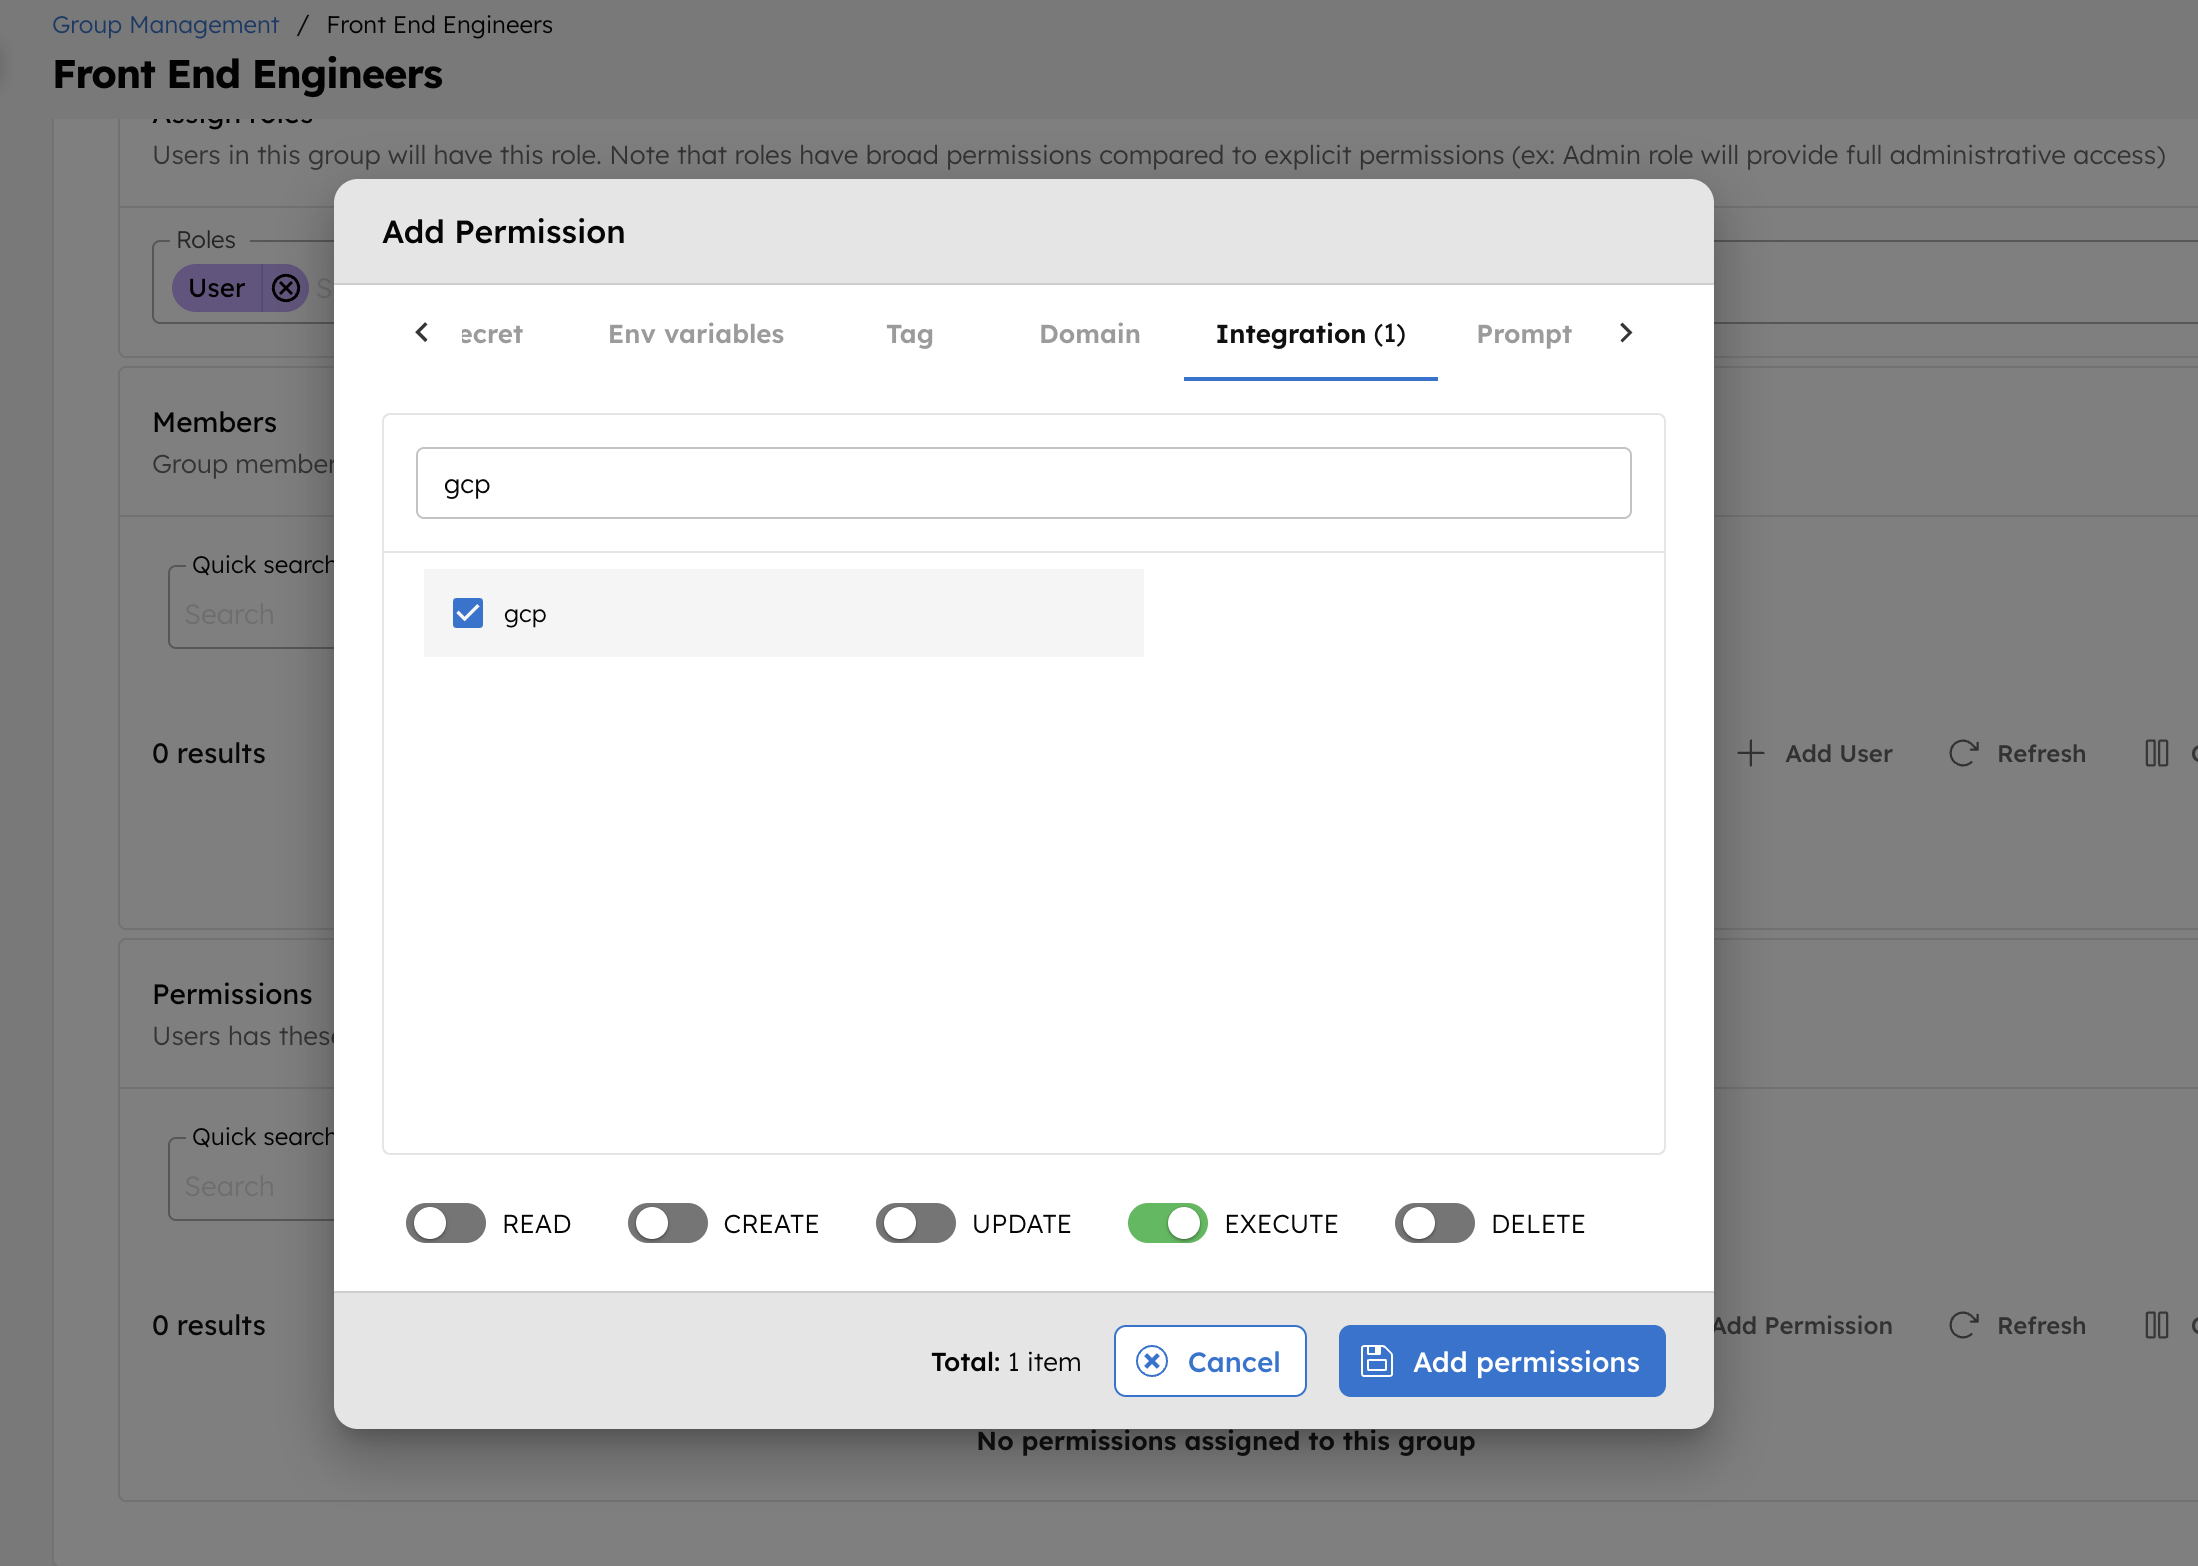 Group Management / Front End Engineers
Front End Engineers
Assign roles
Users in this group will have this role. Note that roles have broad permissions compared to explicit permissions (ex: Admin role will provide full administrative access)
Roles
User
Add Permission
ecret Env variables Tag Domain Integration (1) Prompt
Members
Group member
gcp
Quick search
Search
gcp
0 results
Add User Refresh
Permissions
Users has these
Quick search
Search
READ CREATE UPDATE EXECUTE DELETE
0 results
Add Permission Refresh
Total: 1 item Cancel Add permissions
No permissions assigned to this group